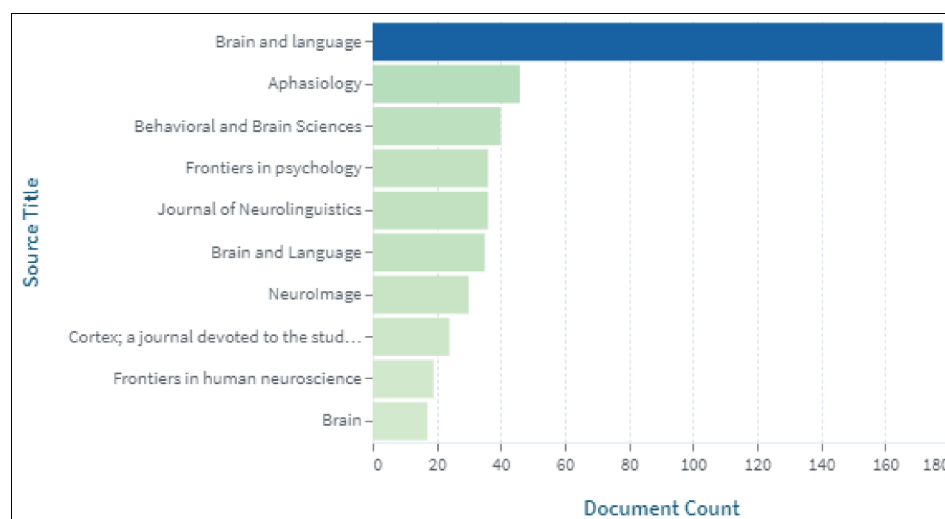 Brain and language
Aphasiology
Behavioral and Brain Sciences
Frontiers in psychology
Journal of Neurolinguistics
Brain and Language
NeuroImage
Cortex; a journal devoted to the stud...
Frontiers in human neuroscience
Brain
Source Title
0 20 40 60 80 100 120 140 160 180
Document Count